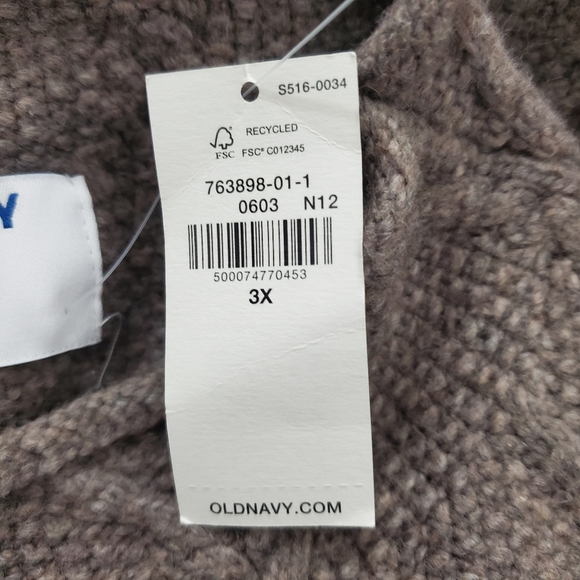 S516-0034
RECYCLED
FSC FSC® C012345
763898-01-1
0603 N12
500074770453
3X
OLDNAVY.COM
Y